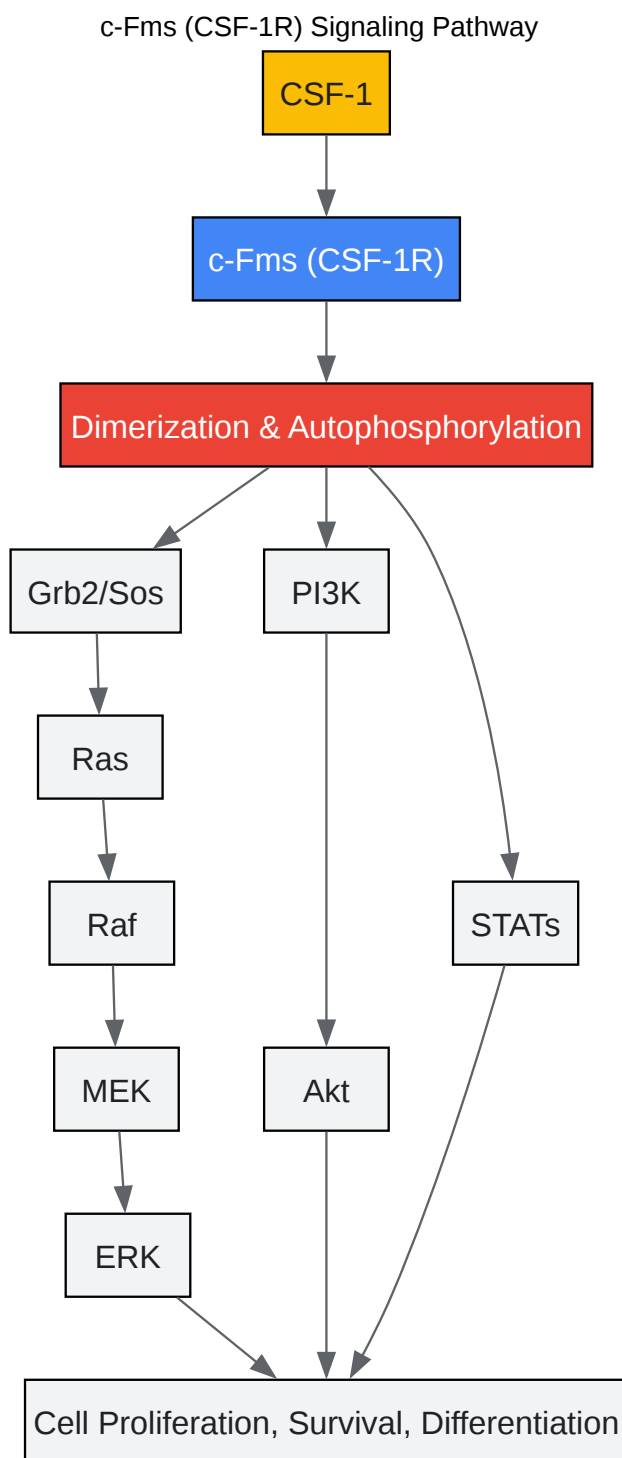 c-Fms (CSF-1R) Signaling Pathway
CSF-1
c-Fms (CSF-1R)
Dimerization & Autophosphorylation
Grb2/Sos
PI3K
Ras
Raf
STATs
MEK
Akt
ERK
Cell Proliferation, Survival, Differentiation